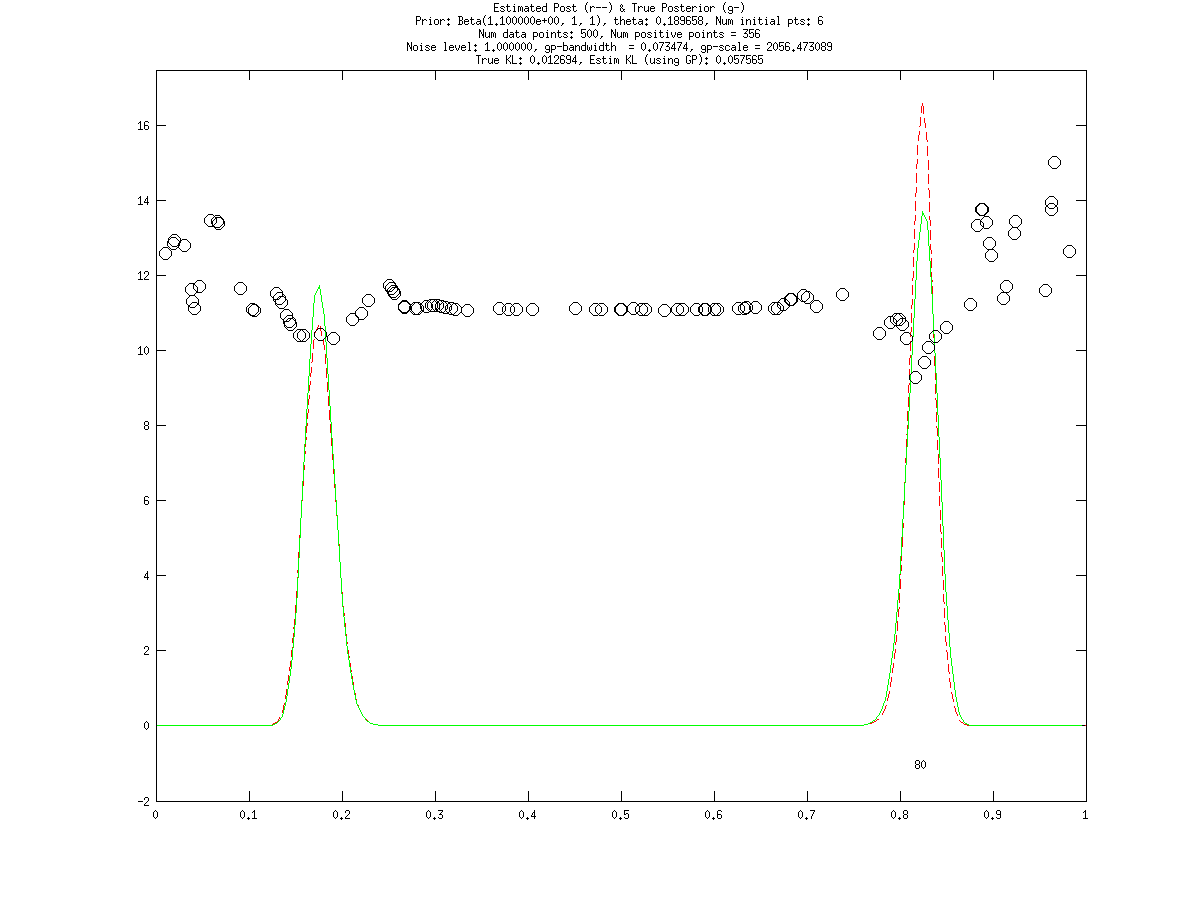 Estimated Post (r--) & True Posterior (g-)
Prior: Beta(1.100000e+00, 1, 1), theta: 0.189658, Num initial pts: 6
Num data points: 500, Num positive points = 356
Noise level: 1.000000, gp-bandwidth  = 0.073474, gp-scale = 2056.473089
True KL: 0.012694, Estim KL (using GP): 0.057565
16
14
12
10
8
6
4
2
0
80
-2
0 0.1 0.2 0.3 0.4 0.5 0.6 0.7 0.8 0.9 1